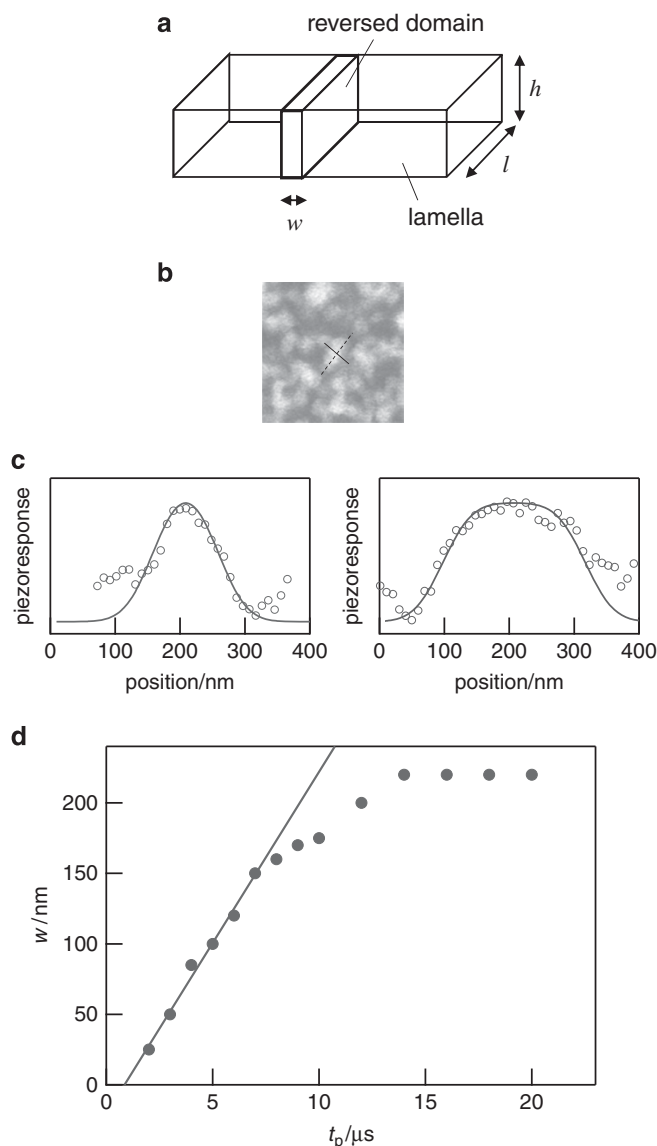 a
reversed domain
h
l
w
lamella
b
c
piezoresponse
0 100 200 300 400
position/nm
piezoresponse
0 100 200 300 400
position/nm
d
w/nm
200
150
100
50
0
0 5 10 15 20
tp/μs